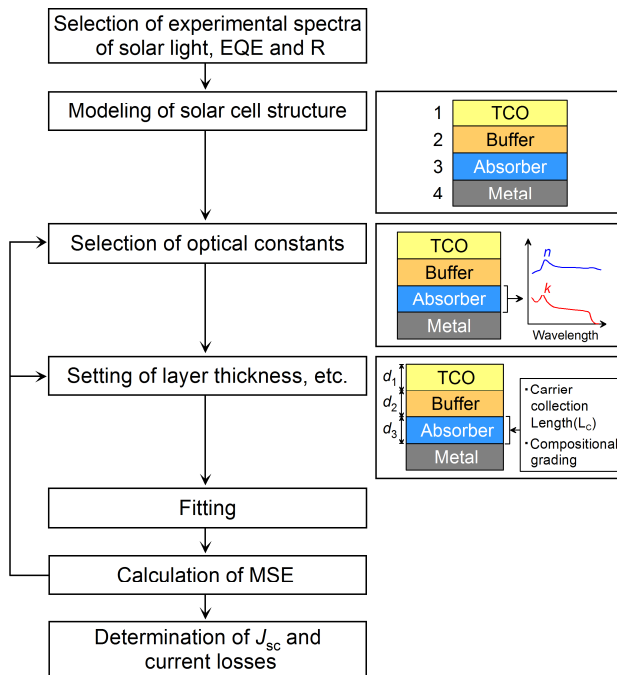 Selection of experimental spectra
of solar light, EQE and R
Modeling of solar cell structure
1 TCO
2 Buffer
3 Absorber
4 Metal
Selection of optical constants
TCO
Buffer
Absorber
Metal
n
k
Wavelength
Setting of layer thickness, etc.
d1 TCO
d2 Buffer
d3 Absorber
Metal
・Carrier
collection
Length(LC)
・Compositional
grading
Fitting
Calculation of MSE
Determination of Jsc and
current losses